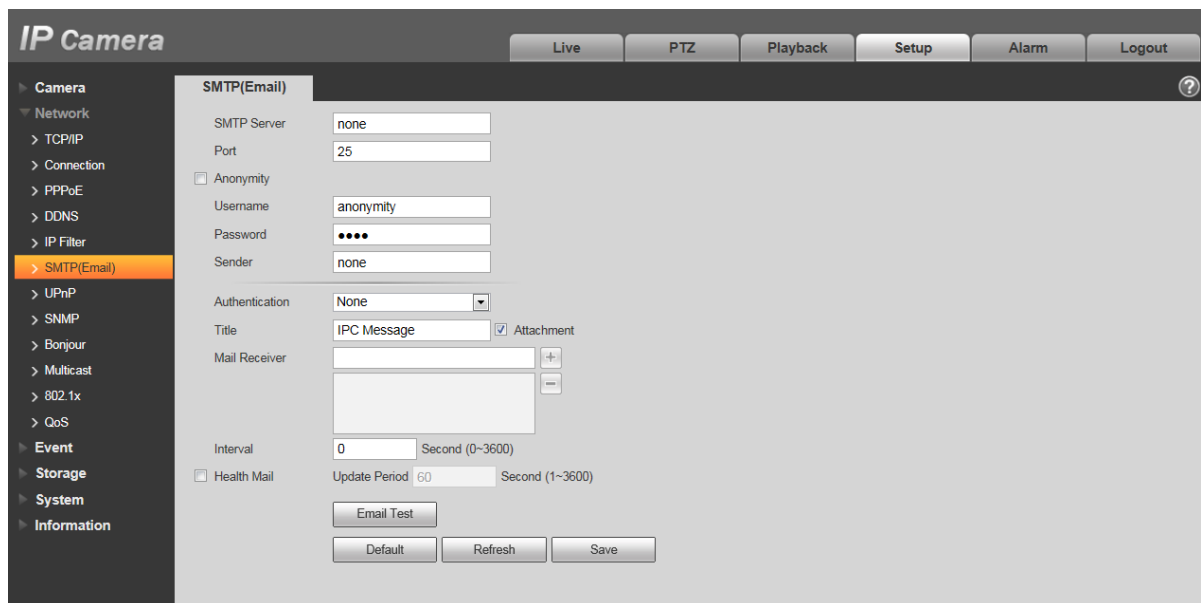 IP Camera
Live PTZ Playback Setup Alarm Logout
Camera
Network
> TCP/IP
> Connection
> PPPoE
> DDNS
> IP Filter
> SMTP(Email)
> UPnP
> SNMP
> Bonjour
> Multicast
> 802.1x
> QoS
Event
Storage
System
Information
SMTP(Email) ?
SMTP Server none
Port 25
Anonymity
Username anonymity
Password ●●●●
Sender none
Authentication None
Title IPC Message Attachment
Mail Receiver +
−
Interval 0 Second (0~3600)
Health Mail Update Period 60 Second (1~3600)
Email Test
Default Refresh Save